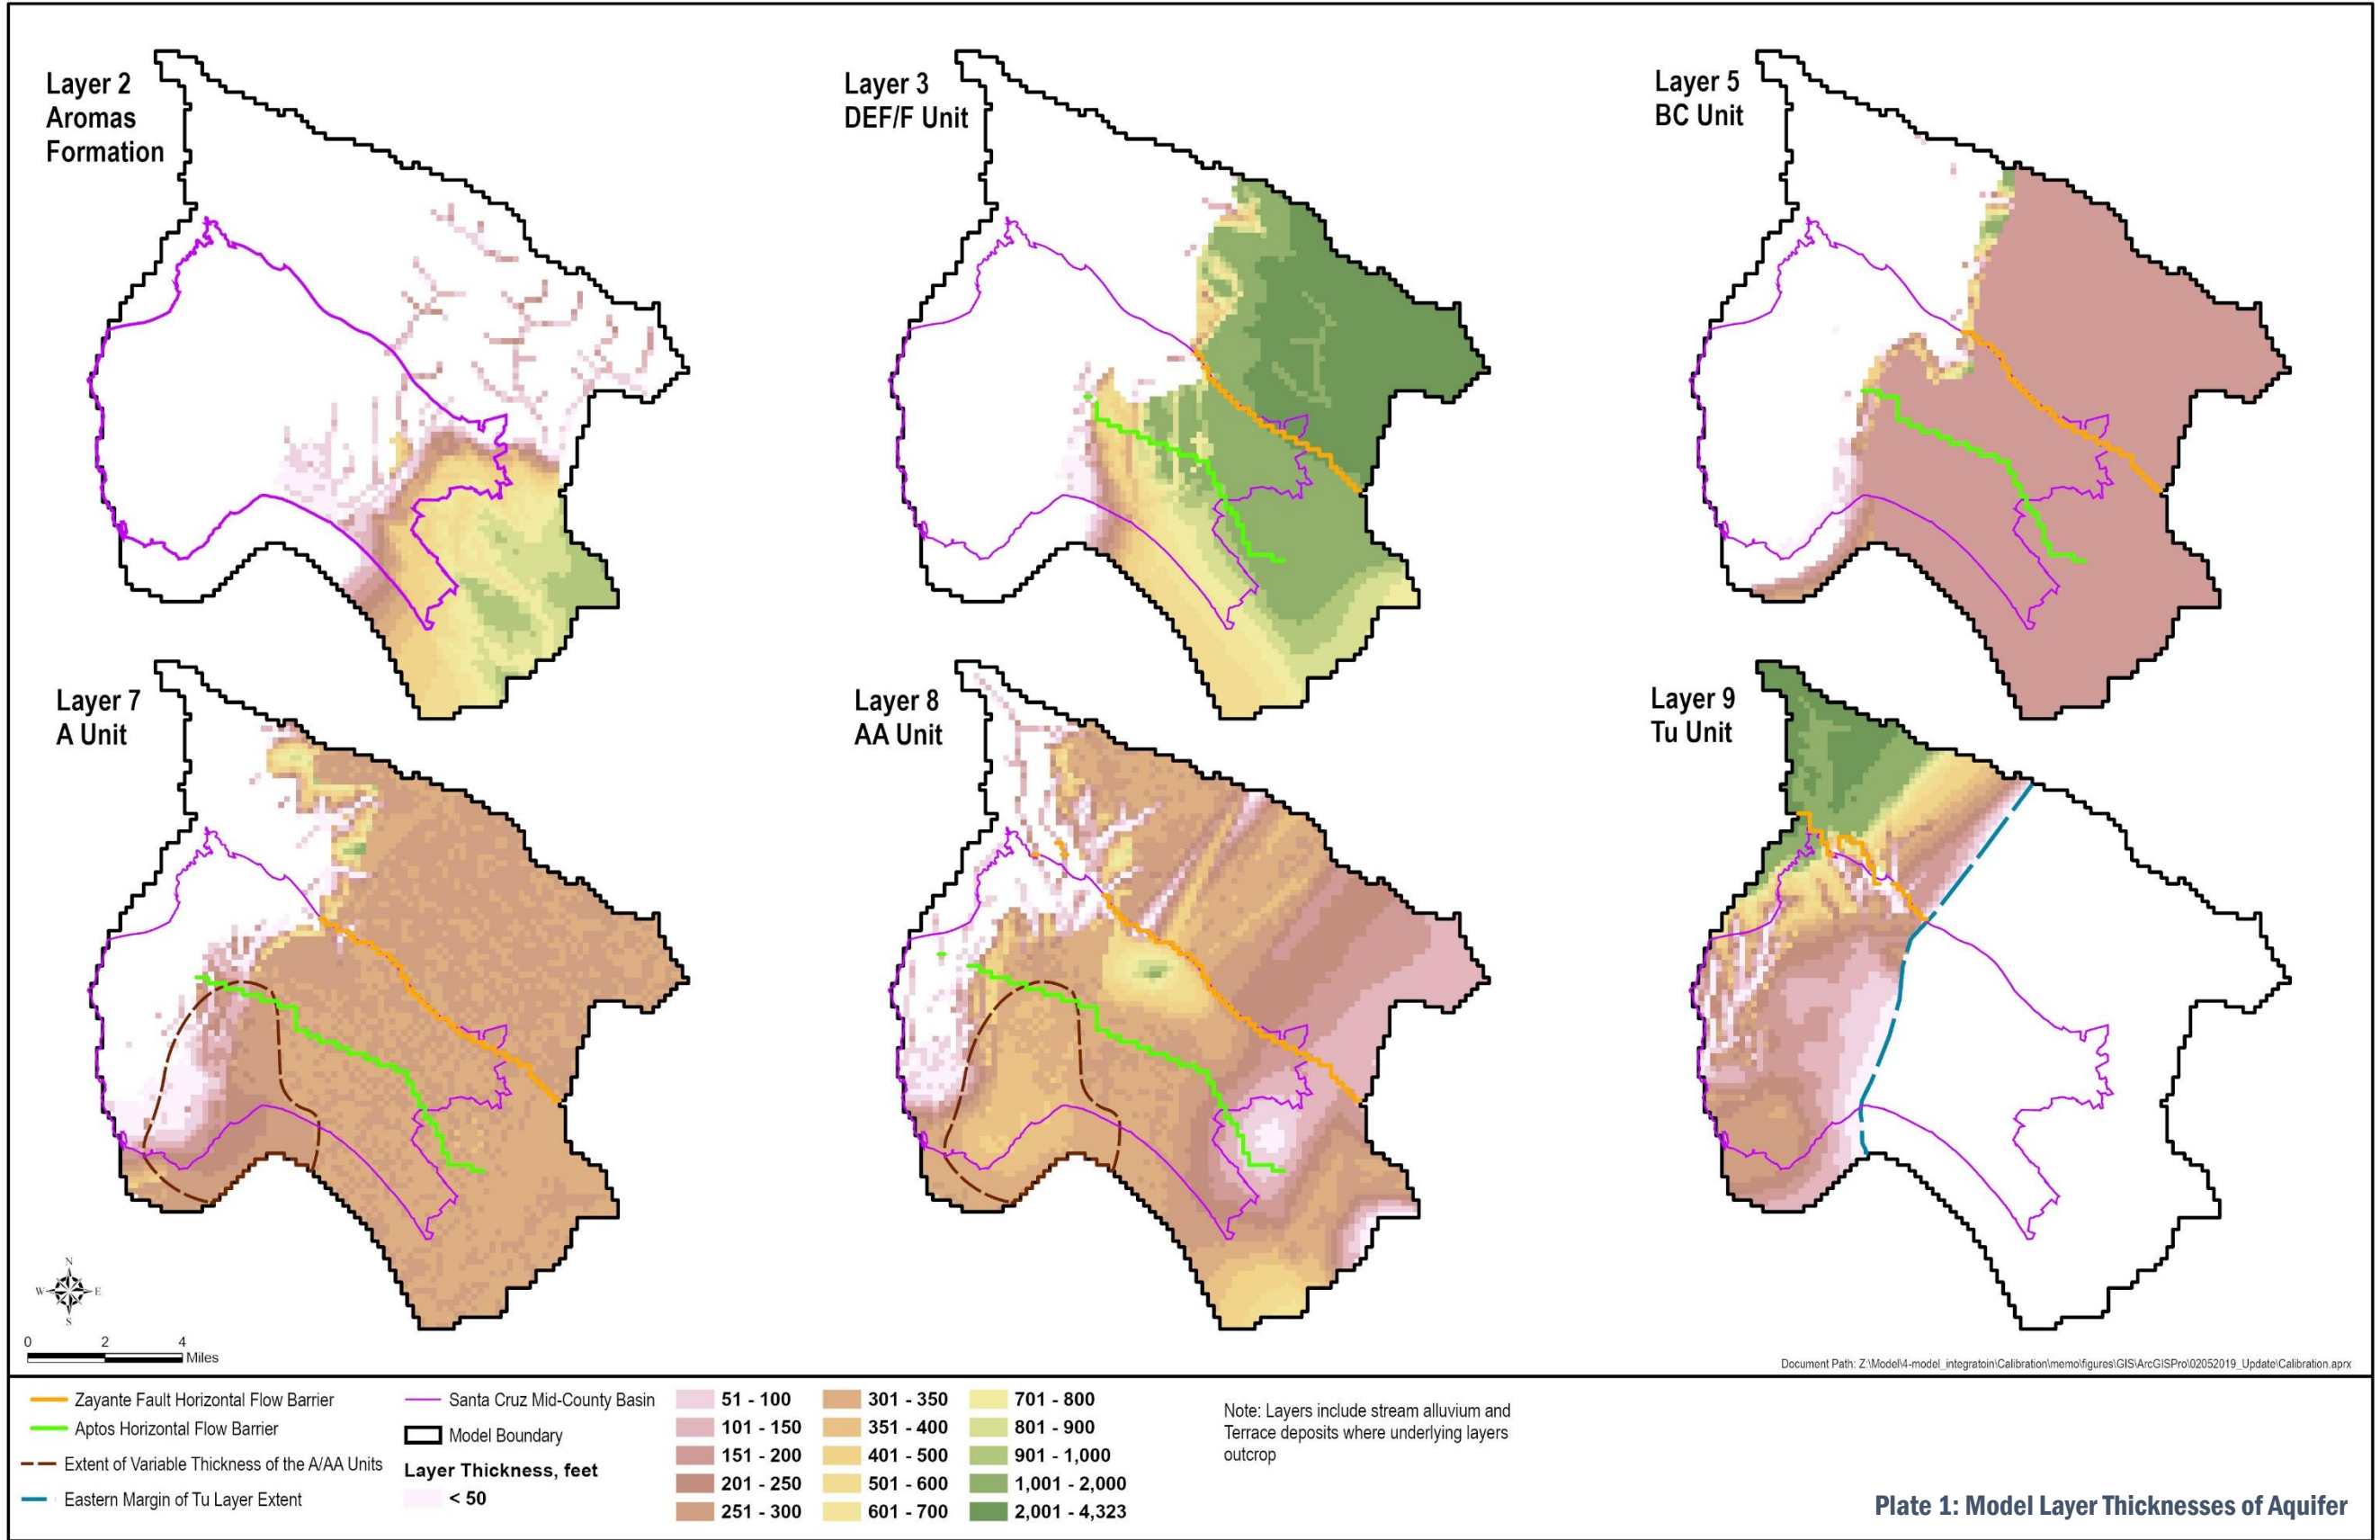 Layer 2
Aromas
Formation
Layer 3
DEF/F Unit
Layer 5
BC Unit
Layer 7
A Unit
Layer 8
AA Unit
Layer 9
Tu Unit
N
W E
S
0 2 4
Miles
Document Path: Z:\Model\4-model_integratoin\Calibration\memo\figures\GIS\ArcGISPro\02052019_Update\Calibration.aprx
Zayante Fault Horizontal Flow Barrier
Aptos Horizontal Flow Barrier
Extent of Variable Thickness of the A/AA Units
Eastern Margin of Tu Layer Extent
Santa Cruz Mid-County Basin
Model Boundary
Layer Thickness, feet
< 50
51 - 100
101 - 150
151 - 200
201 - 250
251 - 300
301 - 350
351 - 400
401 - 500
501 - 600
601 - 700
701 - 800
801 - 900
901 - 1,000
1,001 - 2,000
2,001 - 4,323
Note: Layers include stream alluvium and
Terrace deposits where underlying layers
outcrop
Plate 1: Model Layer Thicknesses of Aquifer